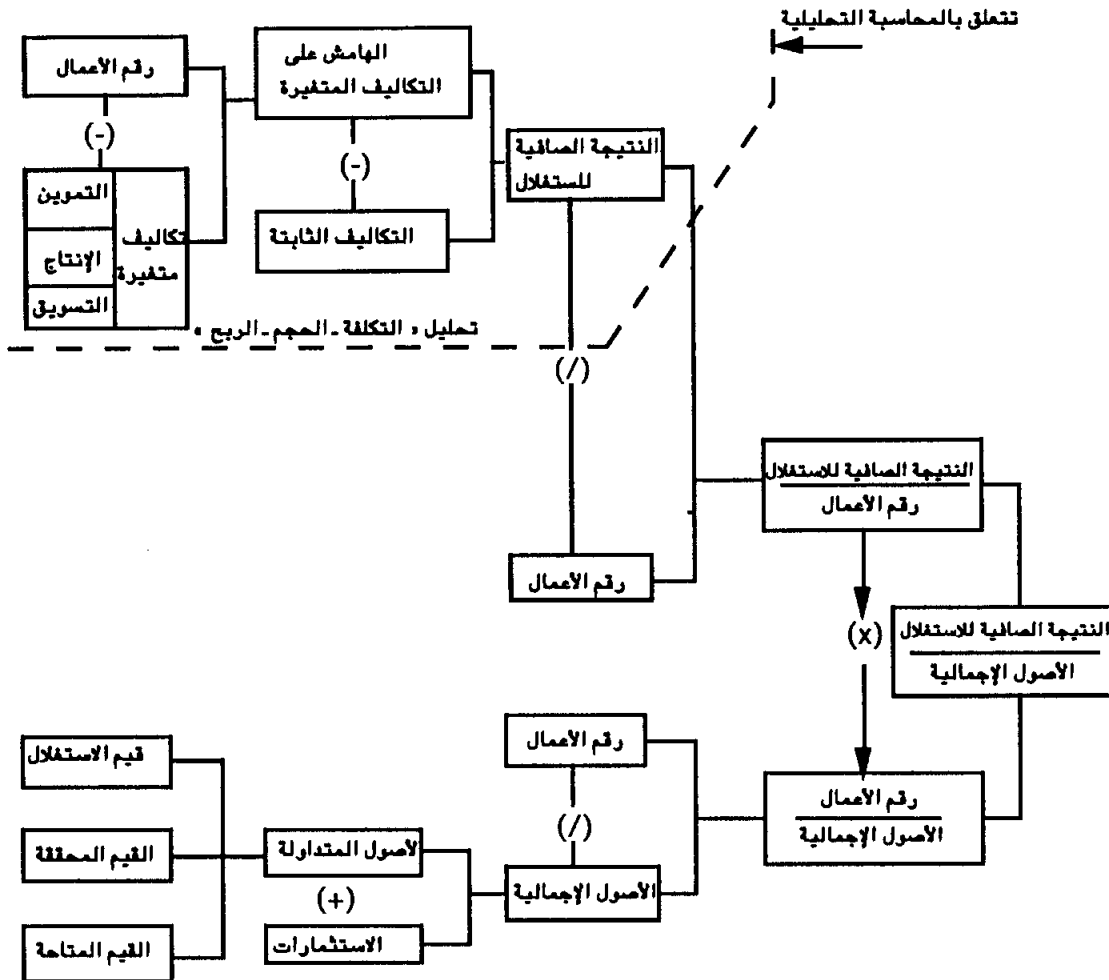 تتعلق بالمحاسبة التحليلية
رقم الأعمال
(-)
التموين
الإنتاج
التسويق
تكاليف
متغيرة
الهامش على
التكاليف المتغيرة
(-)
التكاليف الثابتة
النتيجة الصافية
للستغلال
تحليل « التكلفة ـ الحجم ـ الربح »
(/)
رقم الأعمال
النتيجة الصافية للاستغلال
رقم الأعمال
(x)
النتيجة الصافية للاستغلال
الأصول الإجمالية
رقم الأعمال
الأصول الإجمالية
رقم الأعمال
(/)
الأصول الإجمالية
لأصول المتداولة
(+)
الاستثمارات
قيم الاستغلال
القيم المحققة
القيم المتاحة